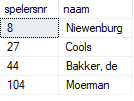 spelersnr naam
8 Niewenburg
27 Cools
44 Bakker, de
104 Moerman